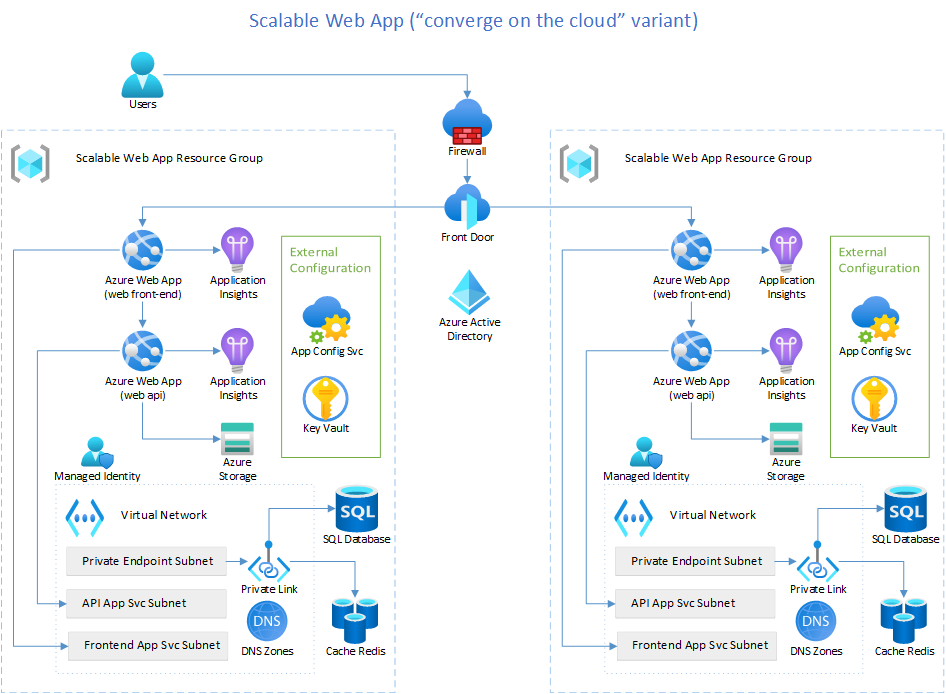 Scalable Web App (“converge on the cloud” variant)
Users
Firewall
Front Door
Azure Active
Directory
Scalable Web App Resource Group
Azure Web App
(web front-end)
Application
Insights
External
Configuration
App Config Svc
Azure Web App
(web api)
Application
Insights
Key Vault
Azure
Storage
Managed Identity
Virtual Network
SQL
SQL Database
Private Endpoint Subnet
Private Link
API App Svc Subnet
DNS
Frontend App Svc Subnet
DNS Zones
Cache Redis
Scalable Web App Resource Group
Azure Web App
(web front-end)
Application
Insights
External
Configuration
App Config Svc
Azure Web App
(web api)
Application
Insights
Key Vault
Azure
Storage
Managed Identity
Virtual Network
SQL
SQL Database
Private Endpoint Subnet
Private Link
API App Svc Subnet
DNS
Frontend App Svc Subnet
DNS Zones
Cache Redis